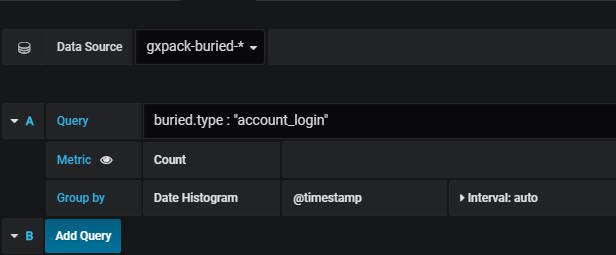 Data Source gxpack-buried-*
A Query buried.type : "account_login"
Metric Count
Group by Date Histogram @timestamp Interval: auto
B Add Query